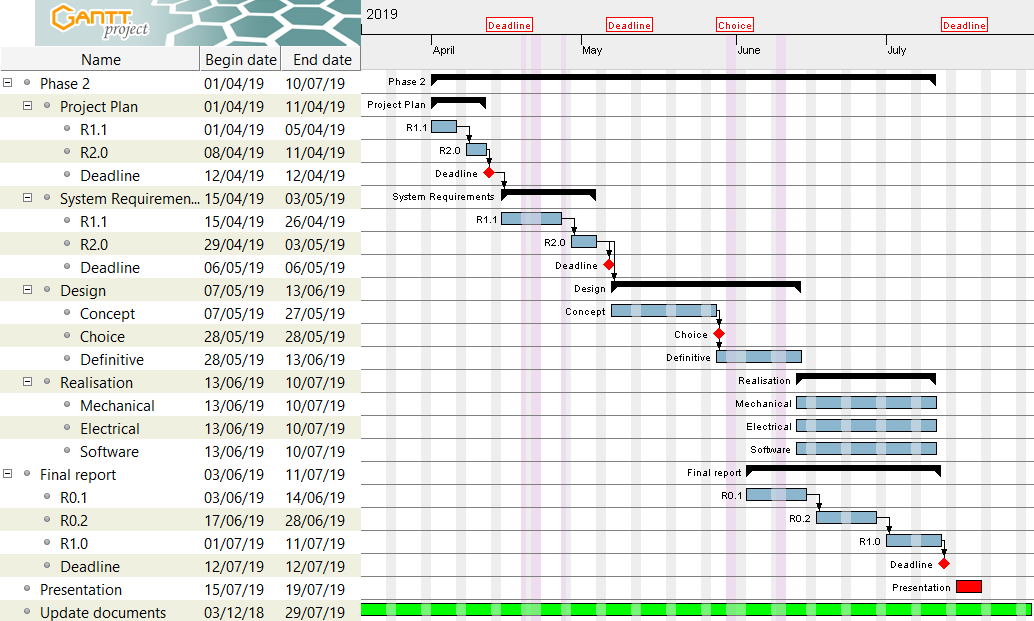 GANTT project
2019
Deadline Deadline Choice Deadline
April May June July
Name Begin date End date
Phase 2 01/04/19 10/07/19 Phase 2
Project Plan 01/04/19 11/04/19 Project Plan
R1.1 01/04/19 05/04/19 R1.1
R2.0 08/04/19 11/04/19 R2.0
Deadline 12/04/19 12/04/19 Deadline
System Requiremen... 15/04/19 03/05/19 System Requirements
R1.1 15/04/19 26/04/19 R1.1
R2.0 29/04/19 03/05/19 R2.0
Deadline 06/05/19 06/05/19 Deadline
Design 07/05/19 13/06/19 Design
Concept 07/05/19 27/05/19 Concept
Choice 28/05/19 28/05/19 Choice
Definitive 28/05/19 13/06/19 Definitive
Realisation 13/06/19 10/07/19 Realisation
Mechanical 13/06/19 10/07/19 Mechanical
Electrical 13/06/19 10/07/19 Electrical
Software 13/06/19 10/07/19 Software
Final report 03/06/19 11/07/19 Final report
R0.1 03/06/19 14/06/19 R0.1
R0.2 17/06/19 28/06/19 R0.2
R1.0 01/07/19 11/07/19 R1.0
Deadline 12/07/19 12/07/19 Deadline
Presentation 15/07/19 19/07/19 Presentation
Update documents 03/12/18 29/07/19